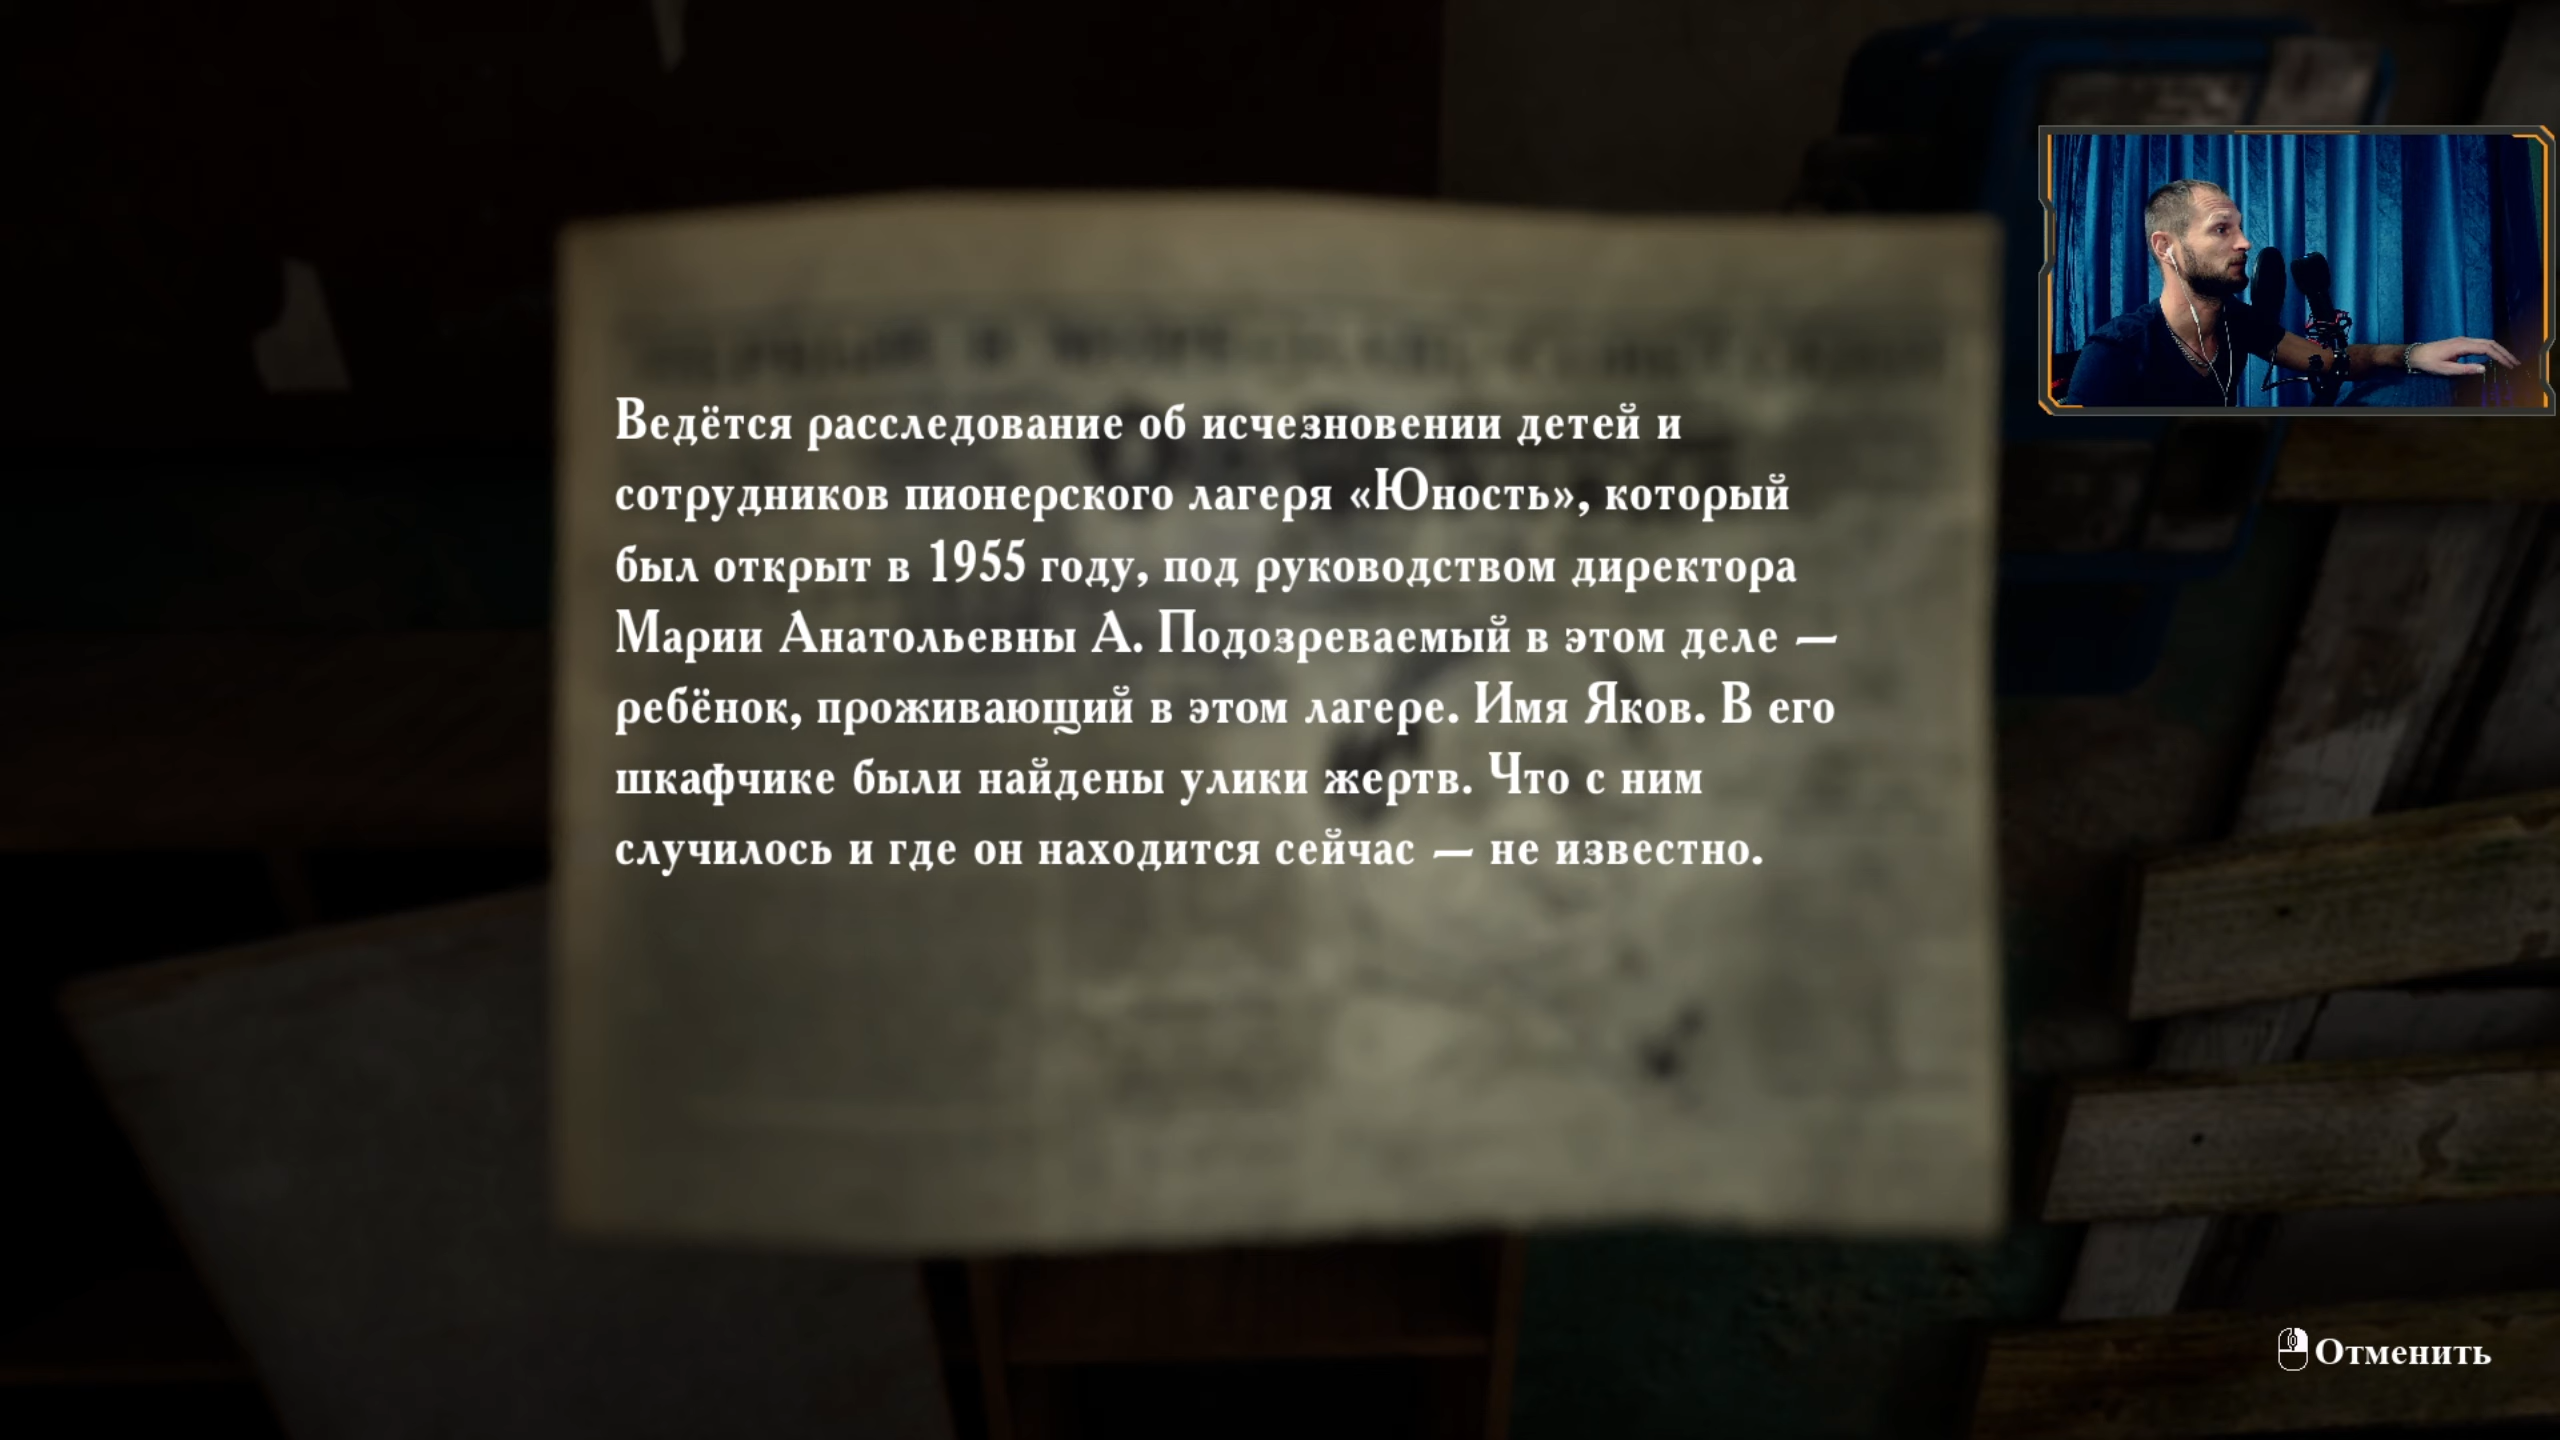 Ведётся расследование об исчезновении детей и
сотрудников пионерского лагеря «Юность», который
был открыт в 1955 году, под руководством директора
Марии Анатольевны А. Подозреваемый в этом деле —
ребёнок, проживающий в этом лагере. Имя Яков. В его
шкафчике были найдены улики жертв. Что с ним
случилось и где он находится сейчас — не известно.
Отменить